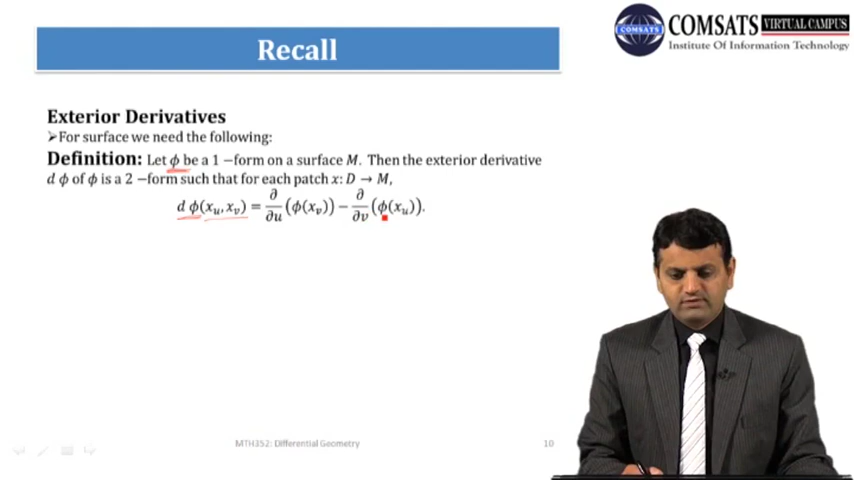 Recall
COMSATS VIRTUAL CAMPUS
Institute Of Information Technology
COMSATS
Exterior Derivatives
➢For surface we need the following:
Definition: Let ϕ be a 1 −form on a surface M. Then the exterior derivative
d ϕ of ϕ is a 2 −form such that for each patch x: D → M,
d ϕ(x_u, x_v) = ∂/∂u (ϕ(x_v)) − ∂/∂v (ϕ(x_u)).
MTH352: Differential Geometry
10